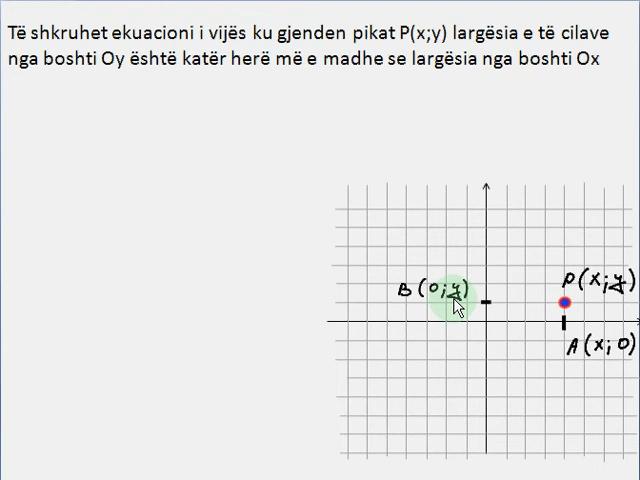 Të shkruhet ekuacioni i vijës ku gjenden pikat P(x;y) largësia e të cilave
nga boshti Oy është katër herë më e madhe se largësia nga boshti Ox
P(x;y)
B(0;y)
A(x;0)